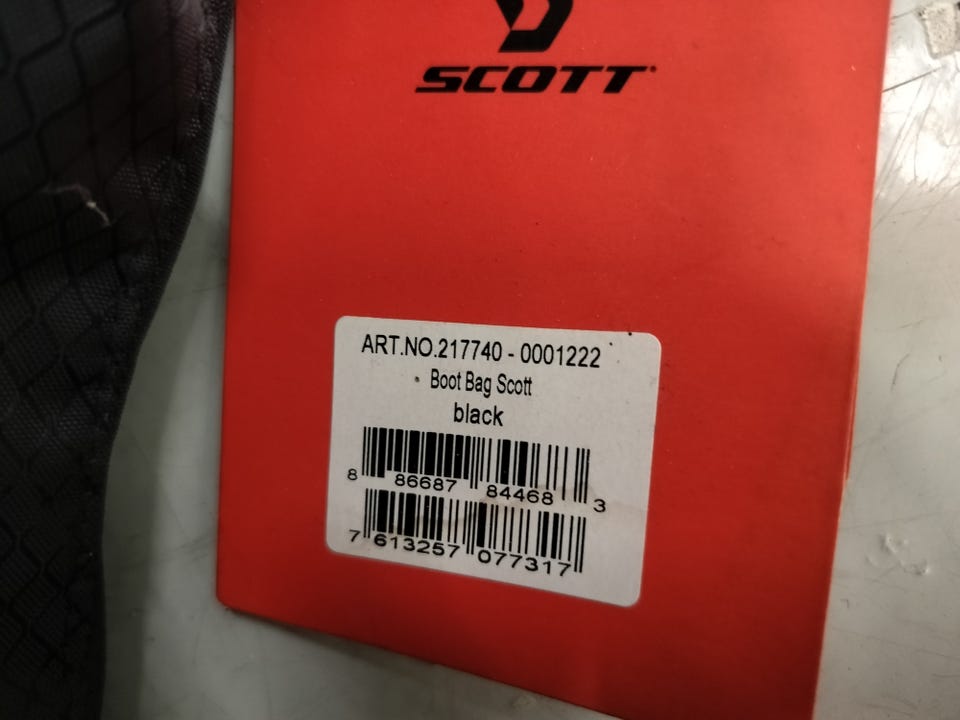 SCOTT
ART.NO.217740 - 0001222
Boot Bag Scott
black
8 86687 84468 3
7 613257 077317